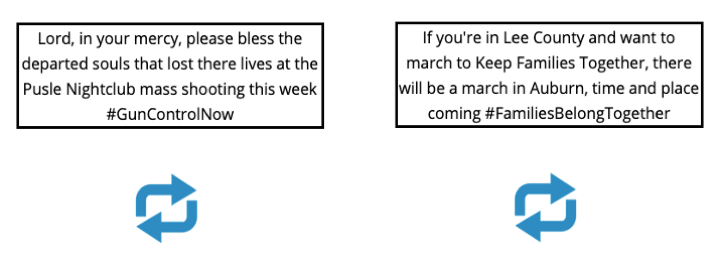 Lord, in your mercy, please bless the
departed souls that lost there lives at the
Pusle Nightclub mass shooting this week
#GunControlNow
If you're in Lee County and want to
march to Keep Families Together, there
will be a march in Auburn, time and place
coming #FamiliesBelongTogether